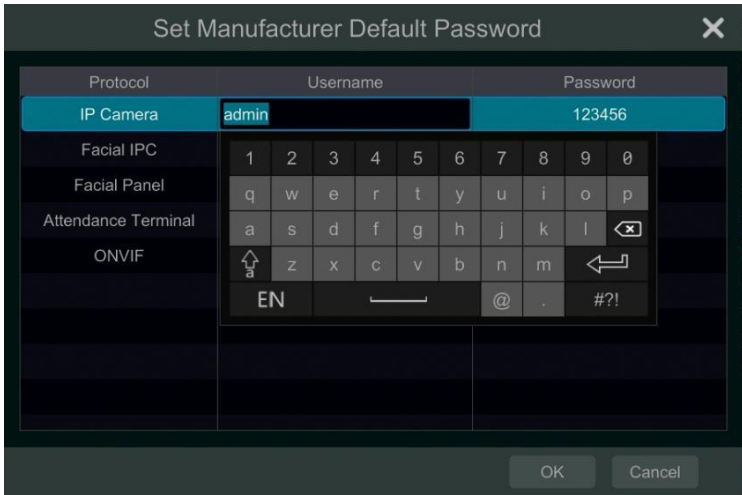 Set Manufacturer Default Password
Protocol Username Password
IP Camera admin 123456
Facial IPC
Facial Panel
Attendance Terminal
ONVIF
1 2 3 4 5 6 7 8 9 0
q w e r t y u i o p
a s d f g h j k l
a z x c v b n m
EN @ . #?!
OK Cancel